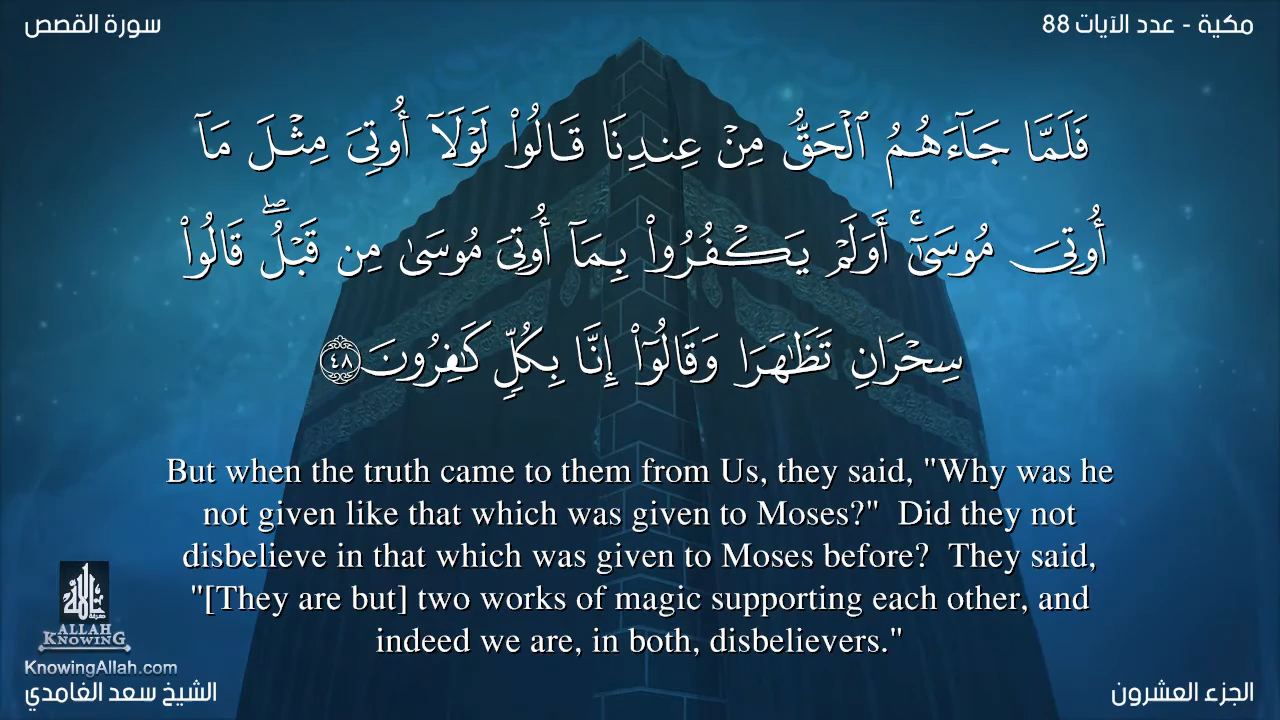 مكية - عدد الآيات 88
سورة القصص
فَلَمَّا جَآءَهُمُ ٱلْحَقُّ مِنْ عِندِنَا قَالُوا۟ لَوْلَآ أُوتِىَ مِثْلَ مَآ
أُوتِىَ مُوسَىٰٓ ۚ أَوَلَمْ يَكْفُرُوا۟ بِمَآ أُوتِىَ مُوسَىٰ مِن قَبْلُ ۖ قَالُوا۟
سِحْرَانِ تَظَٰهَرَا وَقَالُوٓا۟ إِنَّا بِكُلٍّ كَٰفِرُونَ ٤٨
But when the truth came to them from Us, they said, "Why was he
not given like that which was given to Moses?"  Did they not
disbelieve in that which was given to Moses before?  They said,
"[They are but] two works of magic supporting each other, and
indeed we are, in both, disbelievers."
ALLAH
KNOWING
KnowingAllah.com
الشيخ سعد الغامدي
الجزء العشرون